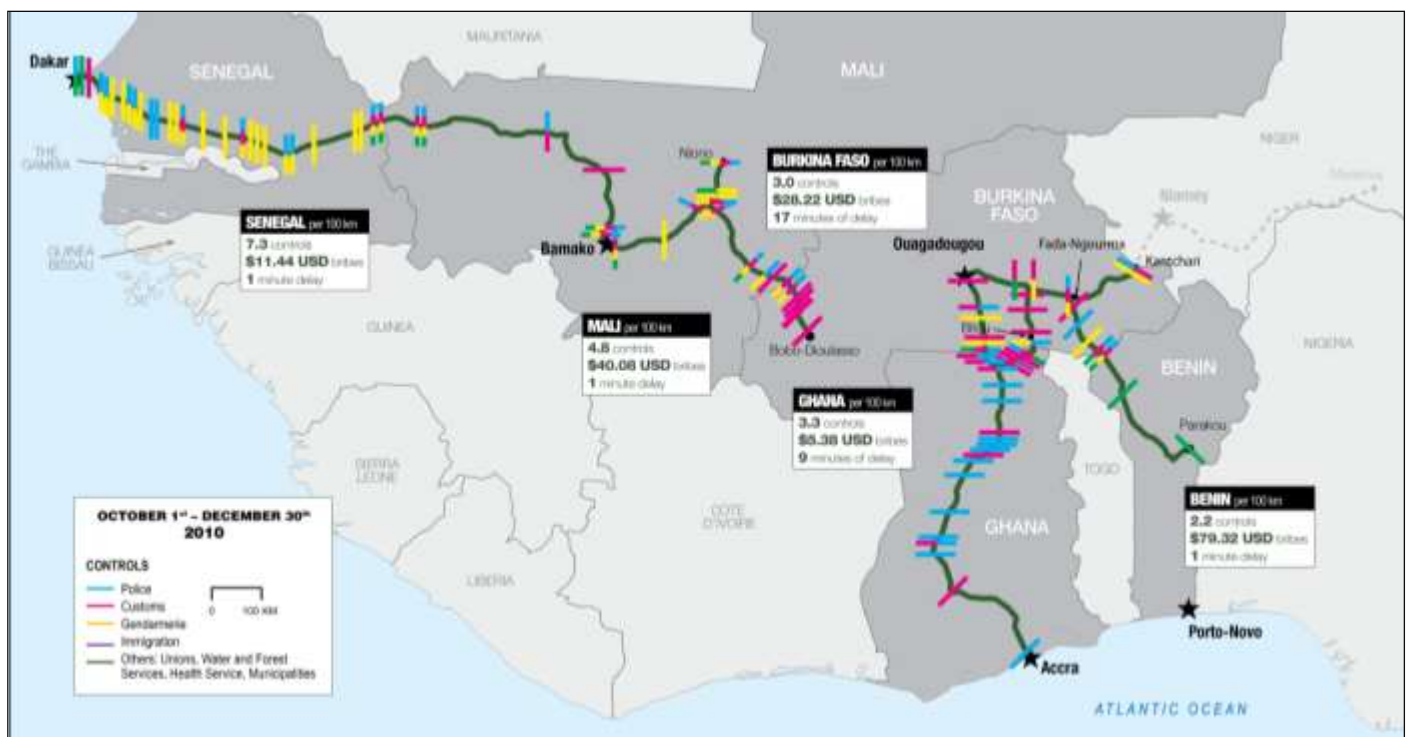 MAURITANIA
Dakar
SENEGAL
MALI
THE
GAMBIA
NIGER
Niono
BURKINA FASO per 100 km
3.0 controls
$28.22 USD bribes
17 minutes of delay
BURKINA
FASO
Niamey
SENEGAL per 100 km
7.3 controls
$11.44 USD bribes
1 minute delay
GUINEA
BISSAU
Bamako
Ouagadougou
Fada-Ngourma
Kantchari
GUINEA
MALI per 100 km
4.8 controls
$40.08 USD bribes
1 minute delay
Bobo-Dioulasso
NIGERIA
BENIN
GHANA per 100 km
3.3 controls
$5.38 USD bribes
9 minutes of delay
Parakou
SIERRA
LEONE
TOGO
COTE
D'IVOIRE
GHANA
BENIN per 100 km
2.2 controls
$79.32 USD bribes
1 minute delay
LIBERIA
OCTOBER 1st – DECEMBER 30th
2010
CONTROLS
Police
Customs
Gendarmerie
Immigration
Others: Unions, Water and Forest
Services, Health Service, Municipalities
0 100 KM
Porto-Novo
Accra
ATLANTIC OCEAN